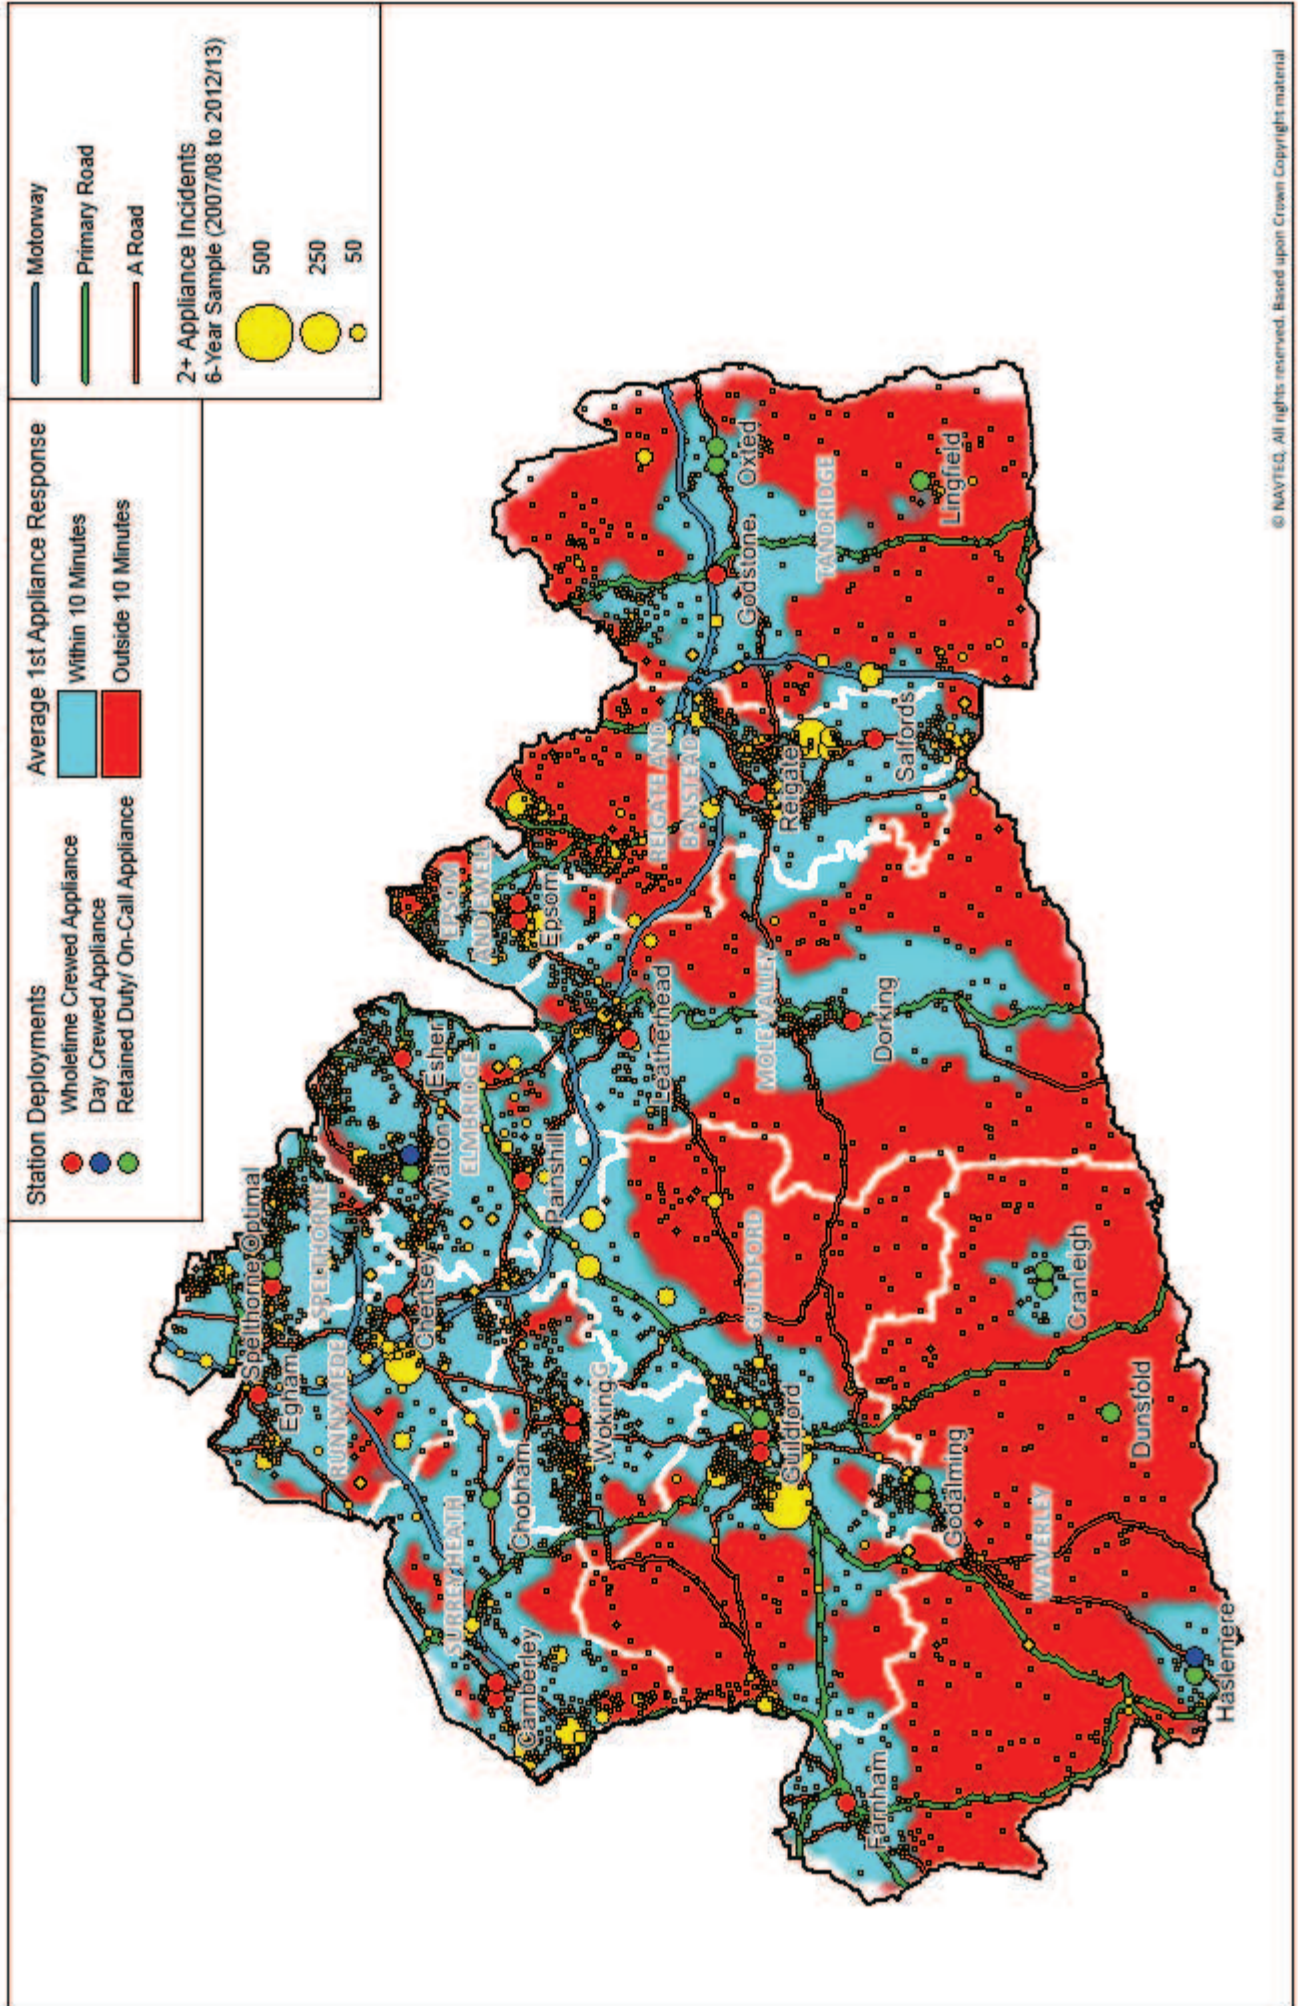 Station Deployments
Wholetime Crewed Appliance
Day Crewed Appliance
Retained Duty/ On-Call Appliance
Average 1st Appliance Response
Within 10 Minutes
Outside 10 Minutes
Motorway
Primary Road
A Road
2+ Appliance Incidents
6-Year Sample (2007/08 to 2012/13)
500
250
50
Spelthorne Optimal
Egham
SPELTHORNE
RUNNYMEDE
Chertsey
Walton
Esher
ELMBRIDGE
Painshill
EPSOM
AND EWELL
Epsom
SURREY HEATH
Camberley
Chobham
Woking
Leatherhead
REIGATE AND
BANSTEAD
Reigate
Salfords
Godstone
Oxted
TANDRIDGE
Lingfield
MOLE VALLEY
Dorking
GUILDFORD
Guildford
Farnham
Godalming
WAVERLEY
Cranleigh
Dunsfold
Haslemere
© NAVTEQ, All rights reserved. Based upon Crown Copyright material